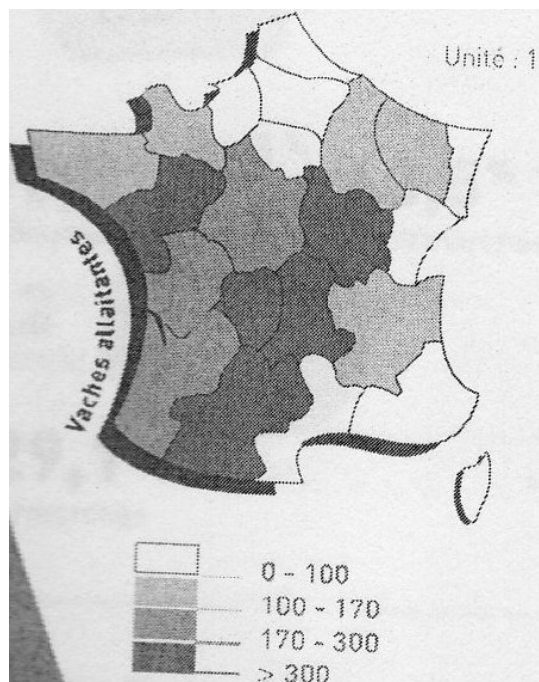 Unité : 1
Vaches allaitantes
0 - 100
100 - 170
170 - 300
> 300